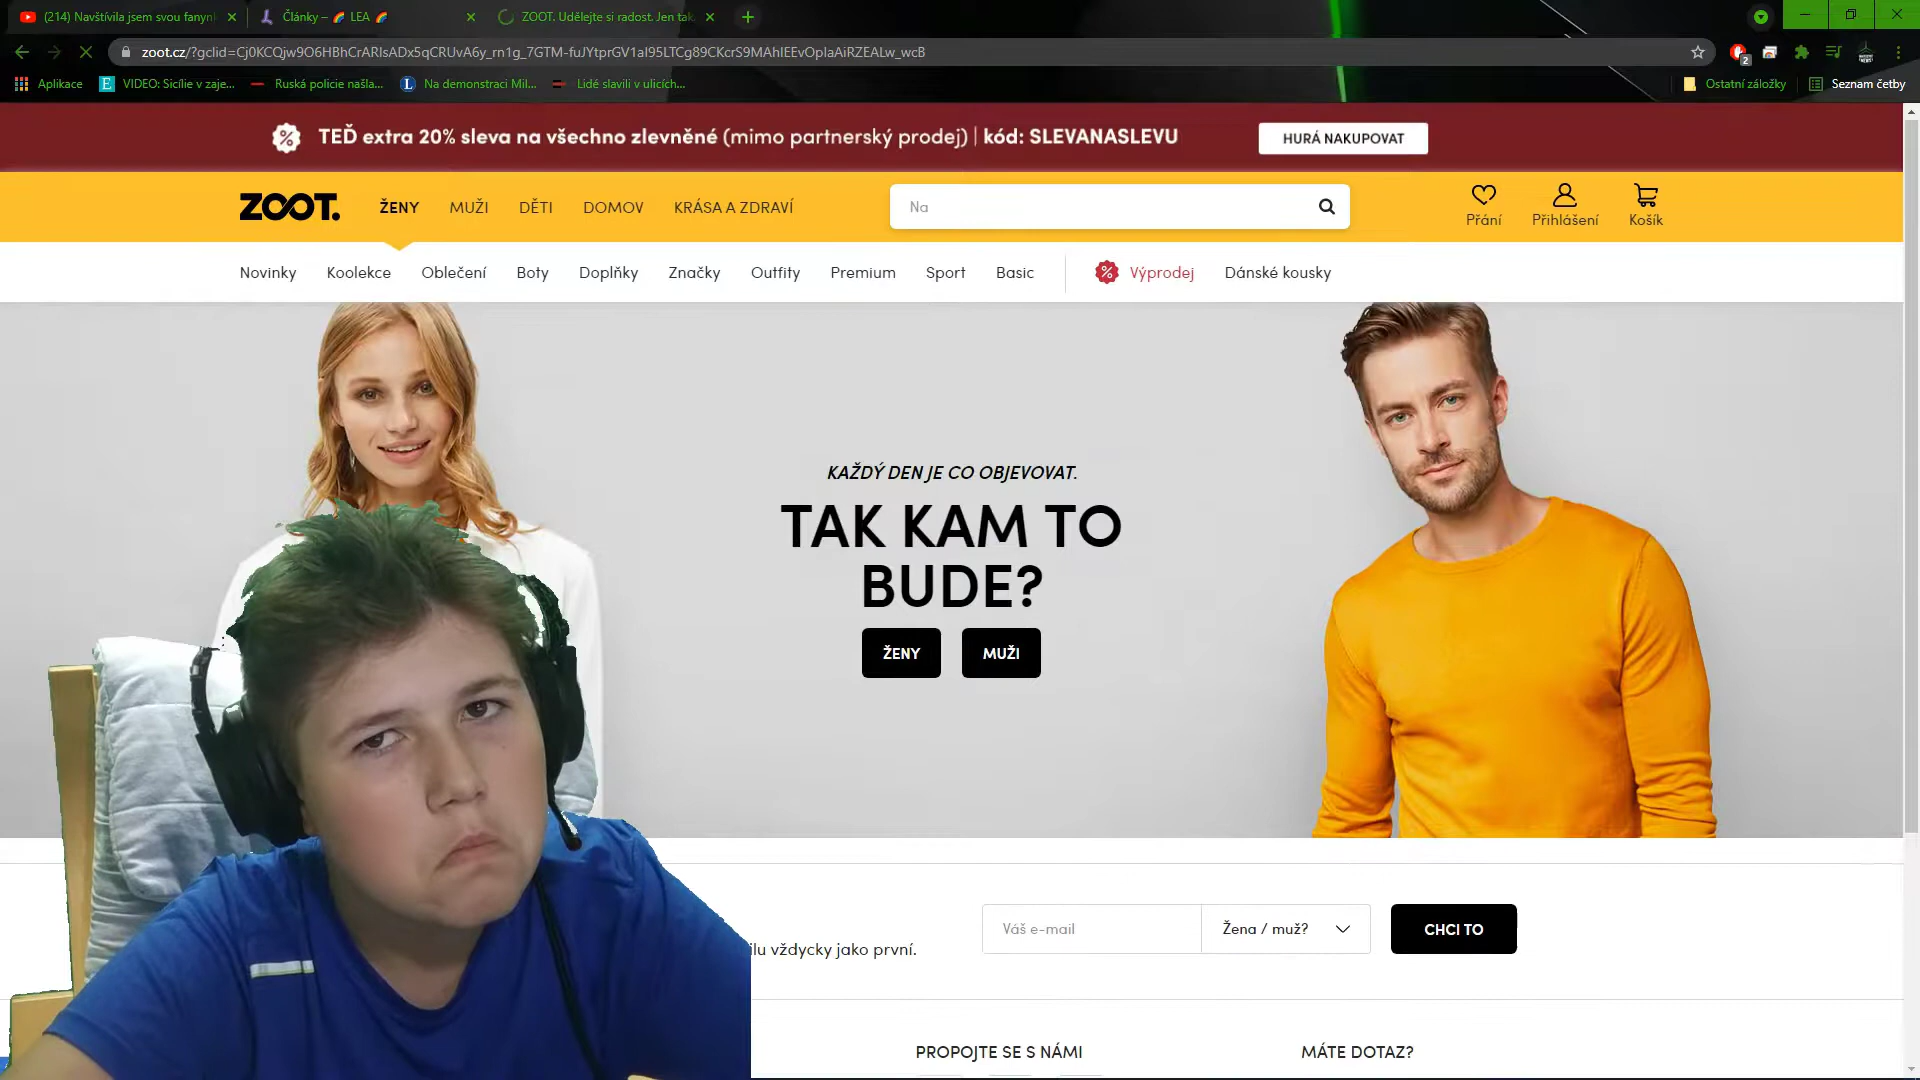 (214) Navštívila jsem svou fanyn
Články – 🌈 LEA 🌈
ZOOT. Udělejte si radost. Jen tak.
zoot.cz/?gclid=Cj0KCQjw9O6HBhCrARIsADx5qCRUvA6y_rn1g_7GTM-fuJYtprGV1aI95LTCg89CKcrS9MAhIEEvOpIaAiRZEALw_wcB
2
Aplikace
VIDEO: Sicílie v zaje...
Ruská policie našla...
Na demonstraci Mil...
Lidé slavili v ulicích...
Ostatní záložky
Seznam četby
TEĎ extra 20% sleva na všechno zlevněné (mimo partnerský prodej) | kód: SLEVANASLEVU
HURÁ NAKUPOVAT
ZOOT.
ŽENY
MUŽI
DĚTI
DOMOV
KRÁSA A ZDRAVÍ
Na
Přání
Přihlášení
Košík
Novinky
Koolekce
Oblečení
Boty
Doplňky
Značky
Outfity
Premium
Sport
Basic
% Výprodej
Dánské kousky
KAŽDÝ DEN JE CO OBJEVOVAT.
TAK KAM TO
BUDE?
ŽENY
MUŽI
Váš e-mail
Žena / muž?
CHCI TO
ilu vždycky jako první.
PROPOJTE SE S NÁMI
MÁTE DOTAZ?